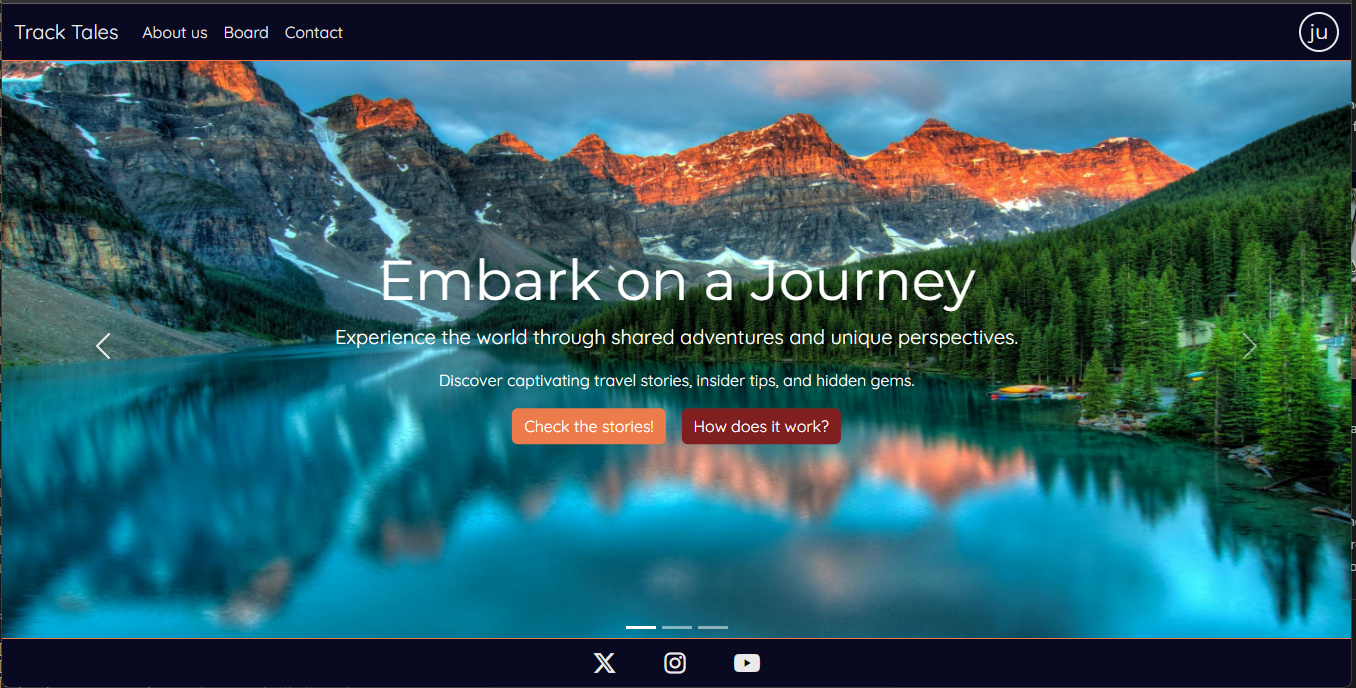 Track Tales About us Board Contact ju
Embark on a Journey
Experience the world through shared adventures and unique perspectives.
Discover captivating travel stories, insider tips, and hidden gems.
Check the stories! How does it work?